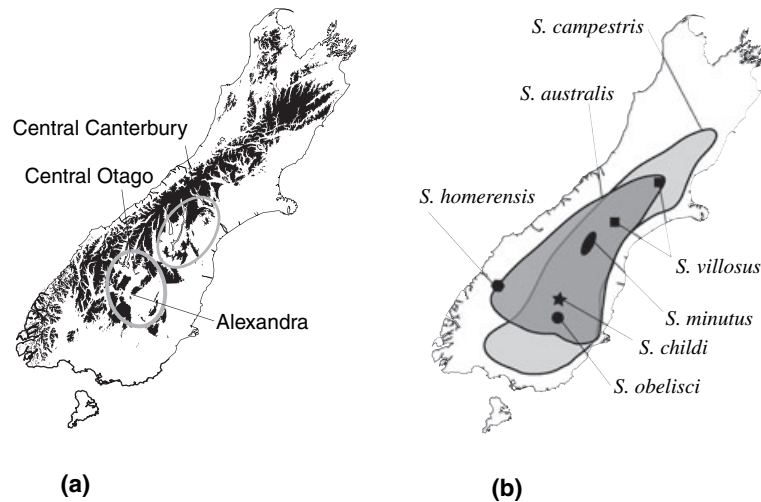 Central Canterbury
Central Otago
Alexandra
(a)
S. campestris
S. australis
S. homerensis
S. villosus
S. minutus
S. childi
S. obelisci
(b)